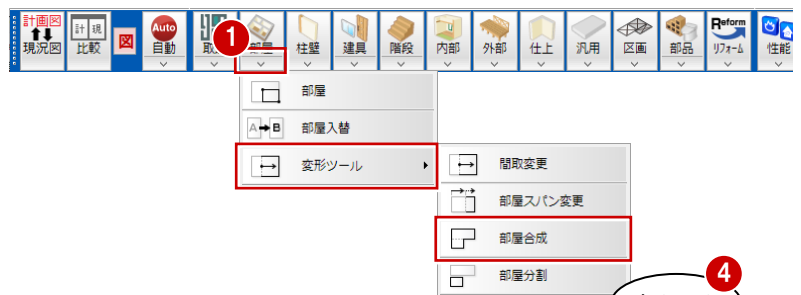 計画図
現況図
計 現
比較
図
Auto
自動
取
部屋
柱壁
建具
階段
内部
外部
仕上
汎用
区画
部品
Reform
リフォーム
性能
1
部屋
A B 部屋入替
変形ツール
間取変更
部屋スパン変更
部屋合成
部屋分割
4